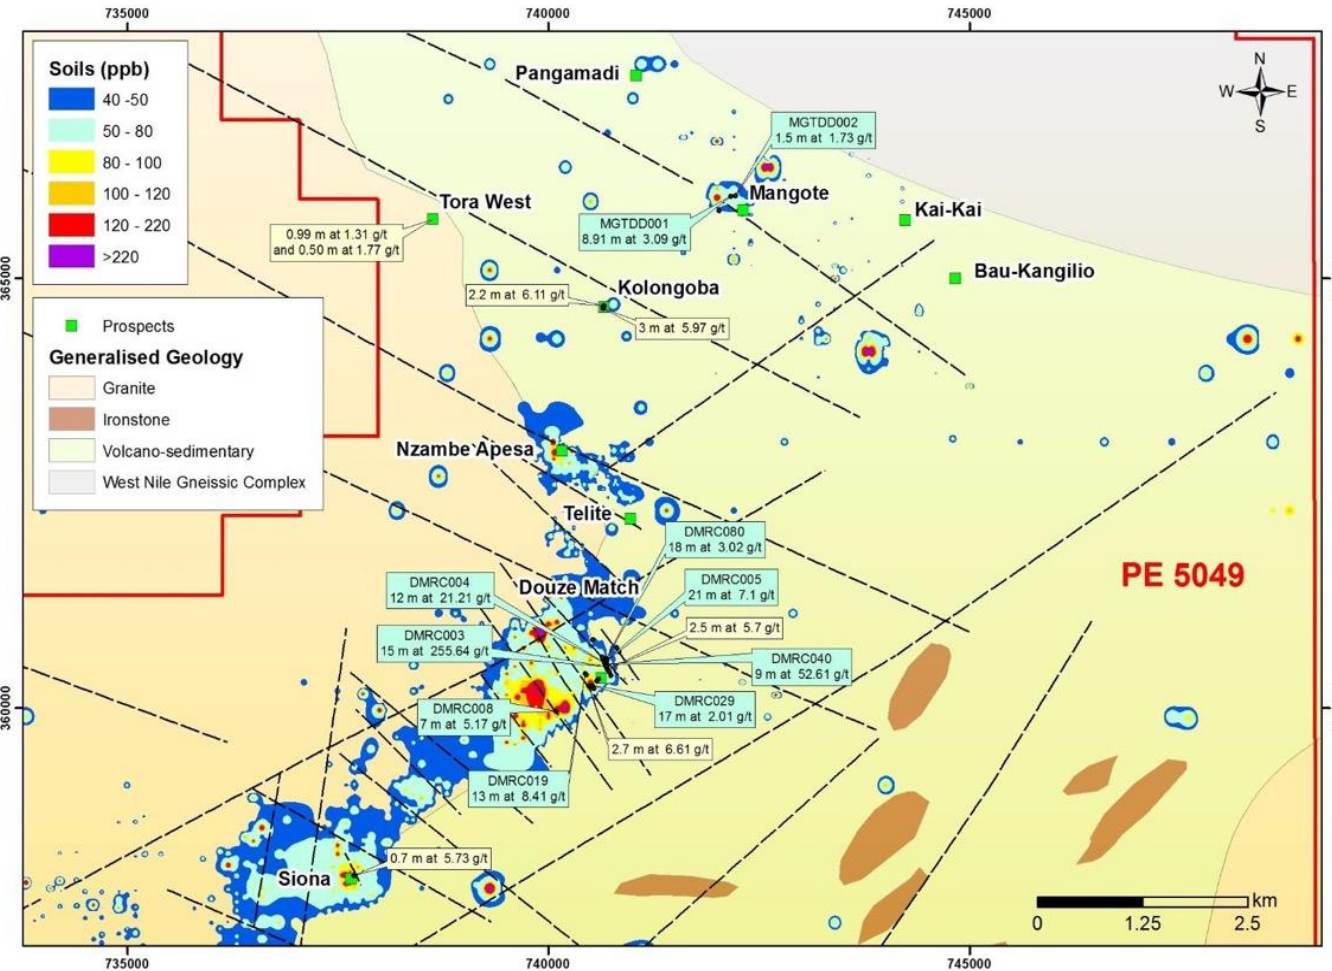 735000
740000
745000
Soils (ppb)
40 -50
50 - 80
80 - 100
100 - 120
120 - 220
>220
Prospects
Generalised Geology
Granite
Ironstone
Volcano-sedimentary
West Nile Gneissic Complex
N
W E
S
Pangamadi
MGTDD002
1.5 m at 1.73 g/t
Mangote
Tora West
Kai-Kai
MGTDD001
8.91 m at 3.09 g/t
0.99 m at 1.31 g/t
and 0.50 m at 1.77 g/t
365000
365000
Bau-Kangilio
Kolongoba
2.2 m at 6.11 g/t
3 m at 5.97 g/t
Nzambe Apesa
Telite
DMRC080
18 m at 3.02 g/t
PE 5049
DMRC004
12 m at 21.21 g/t
Douze Match
DMRC005
21 m at 7.1 g/t
2.5 m at 5.7 g/t
DMRC003
15 m at 255.64 g/t
DMRC040
9 m at 52.61 g/t
DMRC008
7 m at 5.17 g/t
DMRC029
17 m at 2.01 g/t
360000
360000
2.7 m at 6.61 g/t
DMRC019
13 m at 8.41 g/t
0.7 m at 5.73 g/t
Siona
km
0 1.25 2.5
735000
740000
745000